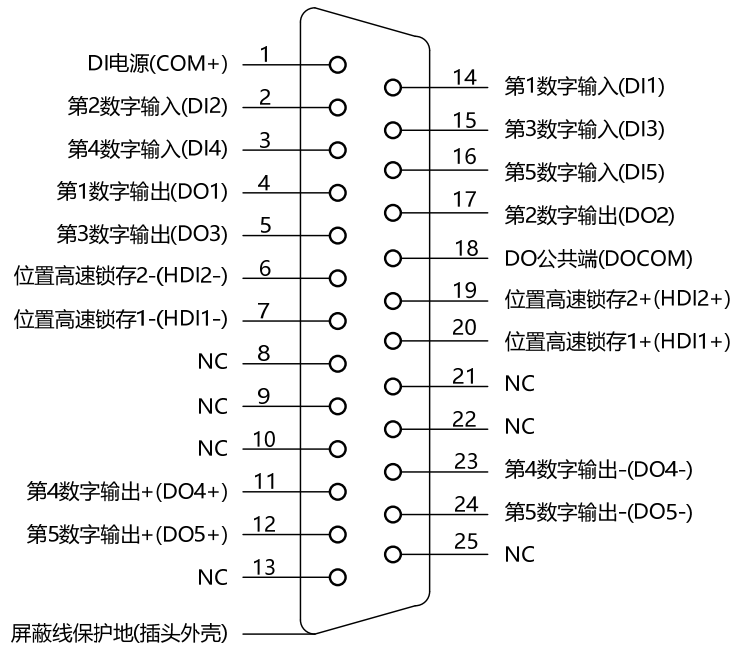 DI电源(COM+) 1
第2数字输入(DI2) 2
第4数字输入(DI4) 3
第1数字输出(DO1) 4
第3数字输出(DO3) 5
位置高速锁存2-(HDI2-) 6
位置高速锁存1-(HDI1-) 7
NC 8
NC 9
NC 10
第4数字输出+(DO4+) 11
第5数字输出+(DO5+) 12
NC 13
屏蔽线保护地(插头外壳)
14 第1数字输入(DI1)
15 第3数字输入(DI3)
16 第5数字输入(DI5)
17 第2数字输出(DO2)
18 DO公共端(DOCOM)
19 位置高速锁存2+(HDI2+)
20 位置高速锁存1+(HDI1+)
21 NC
22 NC
23 第4数字输出-(DO4-)
24 第5数字输出-(DO5-)
25 NC